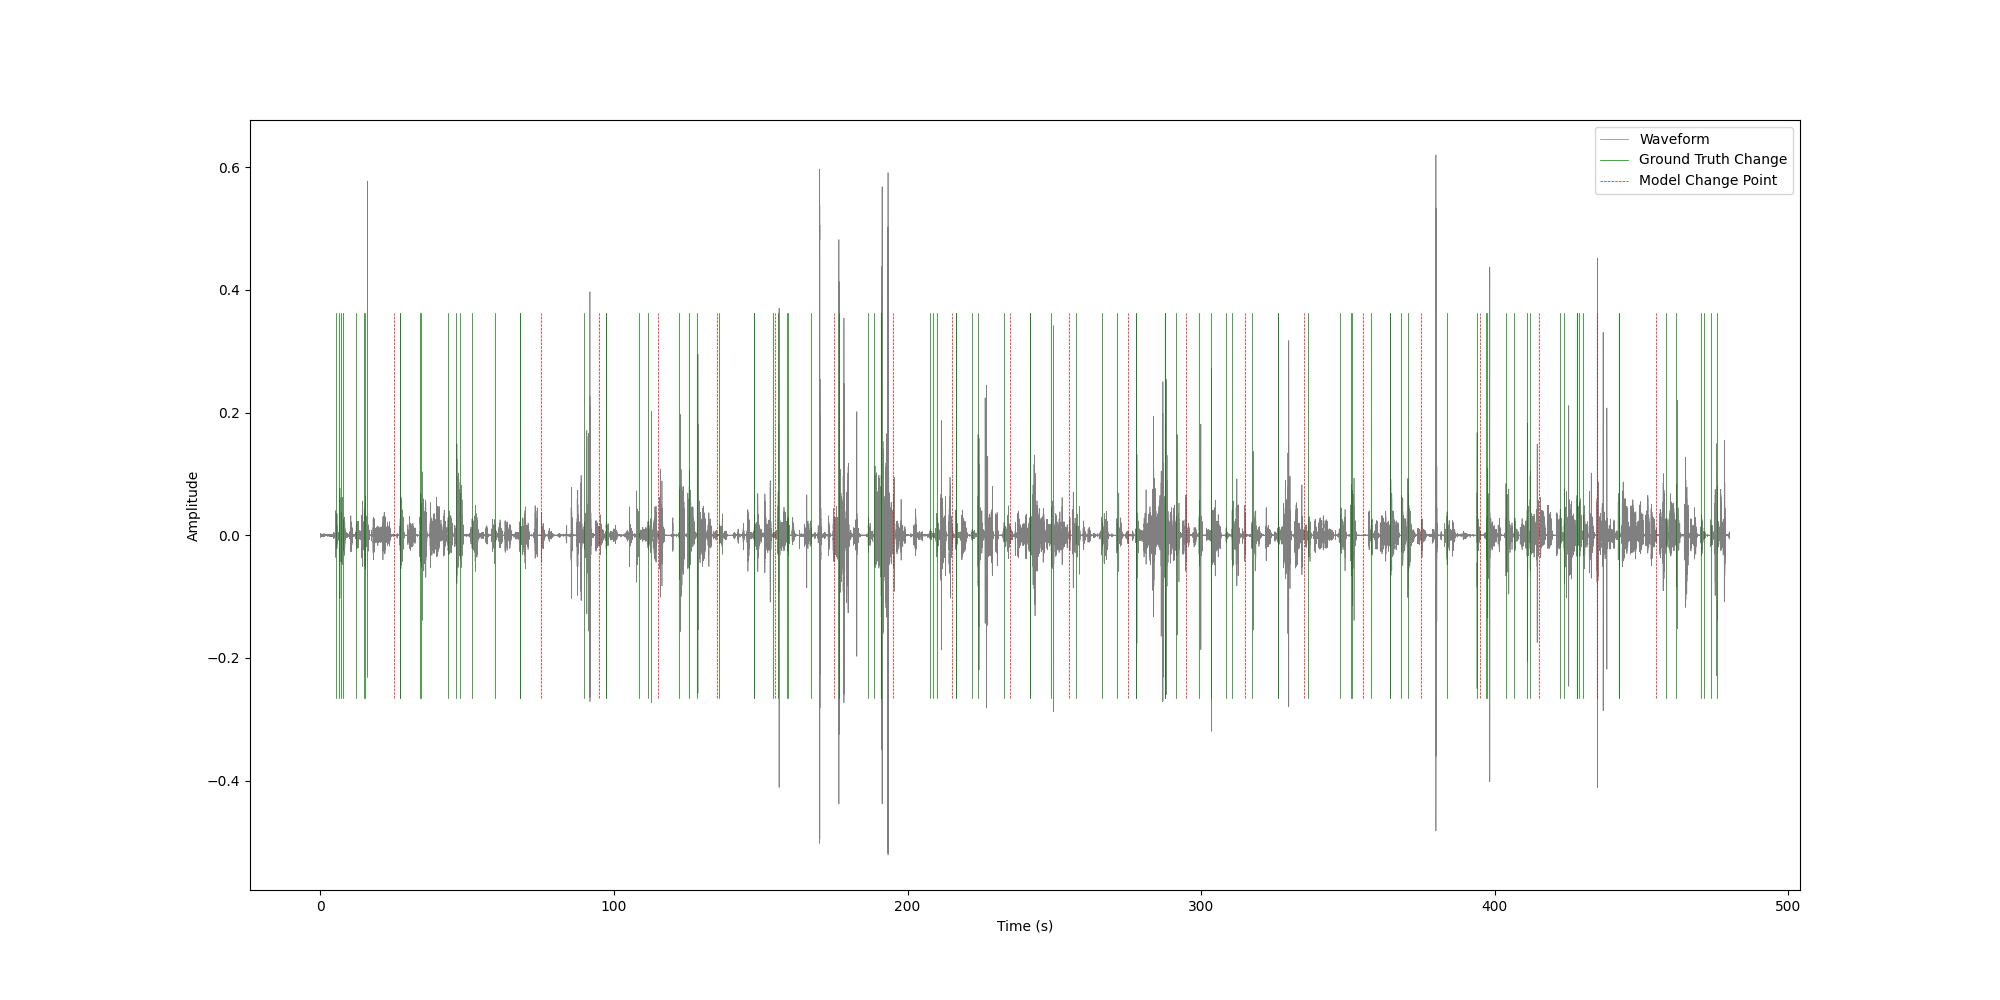 Waveform
Ground Truth Change
Model Change Point
0.6
0.4
0.2
0.0
−0.2
−0.4
Amplitude
0 100 200 300 400 500
Time (s)